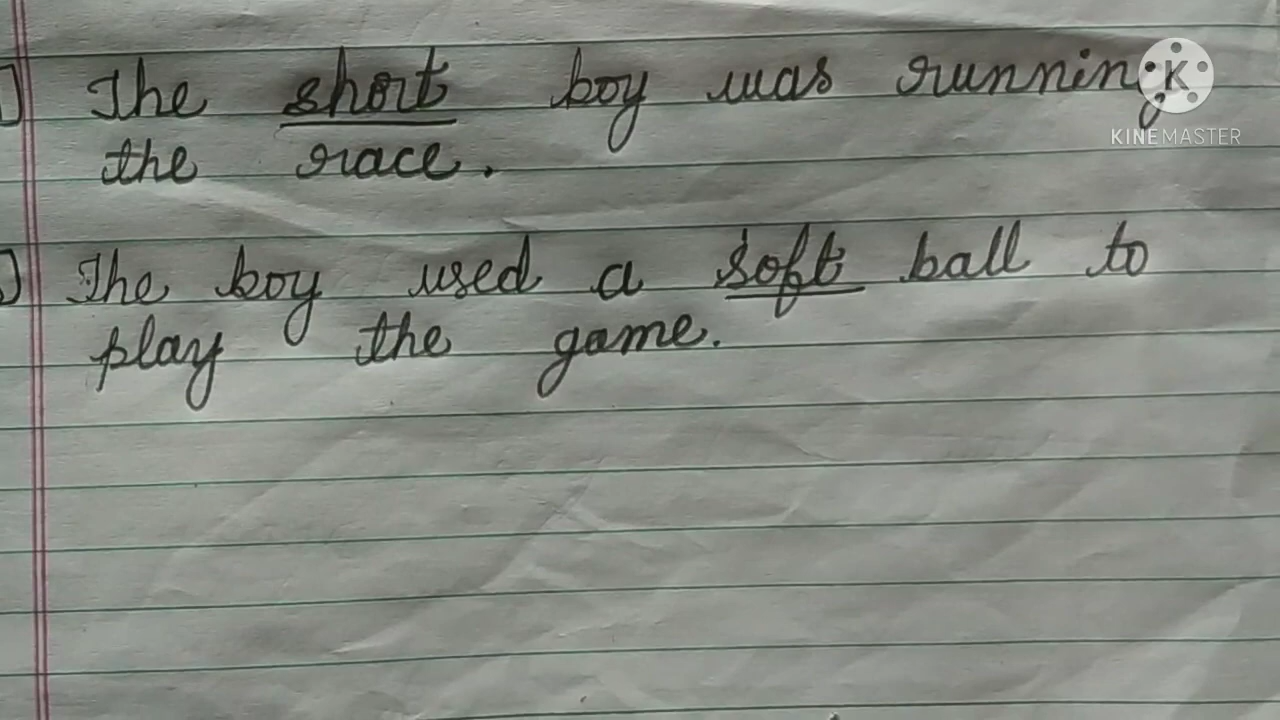 The short boy was running
the race.
The boy used a soft ball to
play the game.
K
KINEMASTER